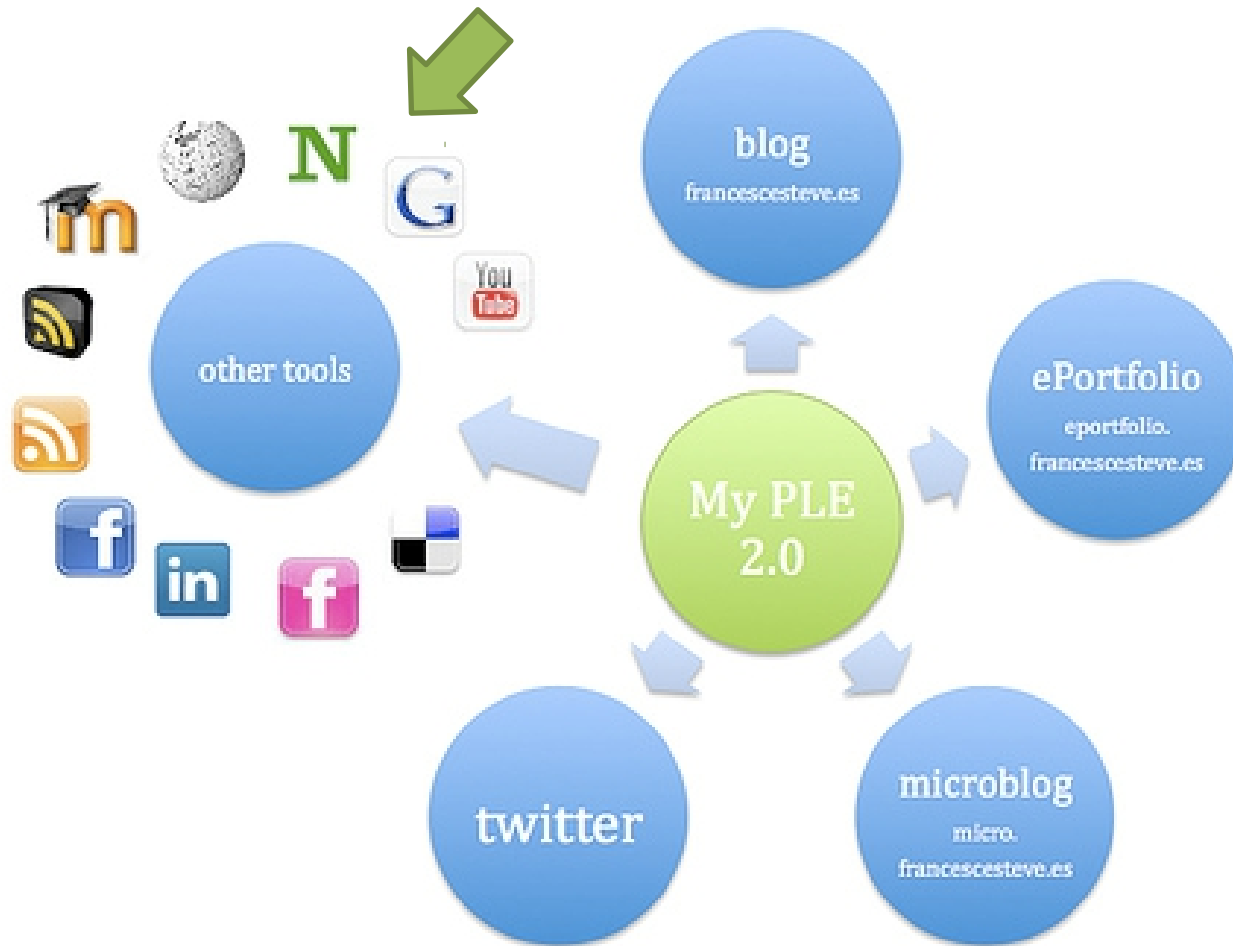 blog
francescesteve.es
N
G
m
You
Tube
other tools
ePortfolio
eportfolio.
francescesteve.es
My PLE
2.0
f
in
f
twitter
microblog
micro.
francescesteve.es